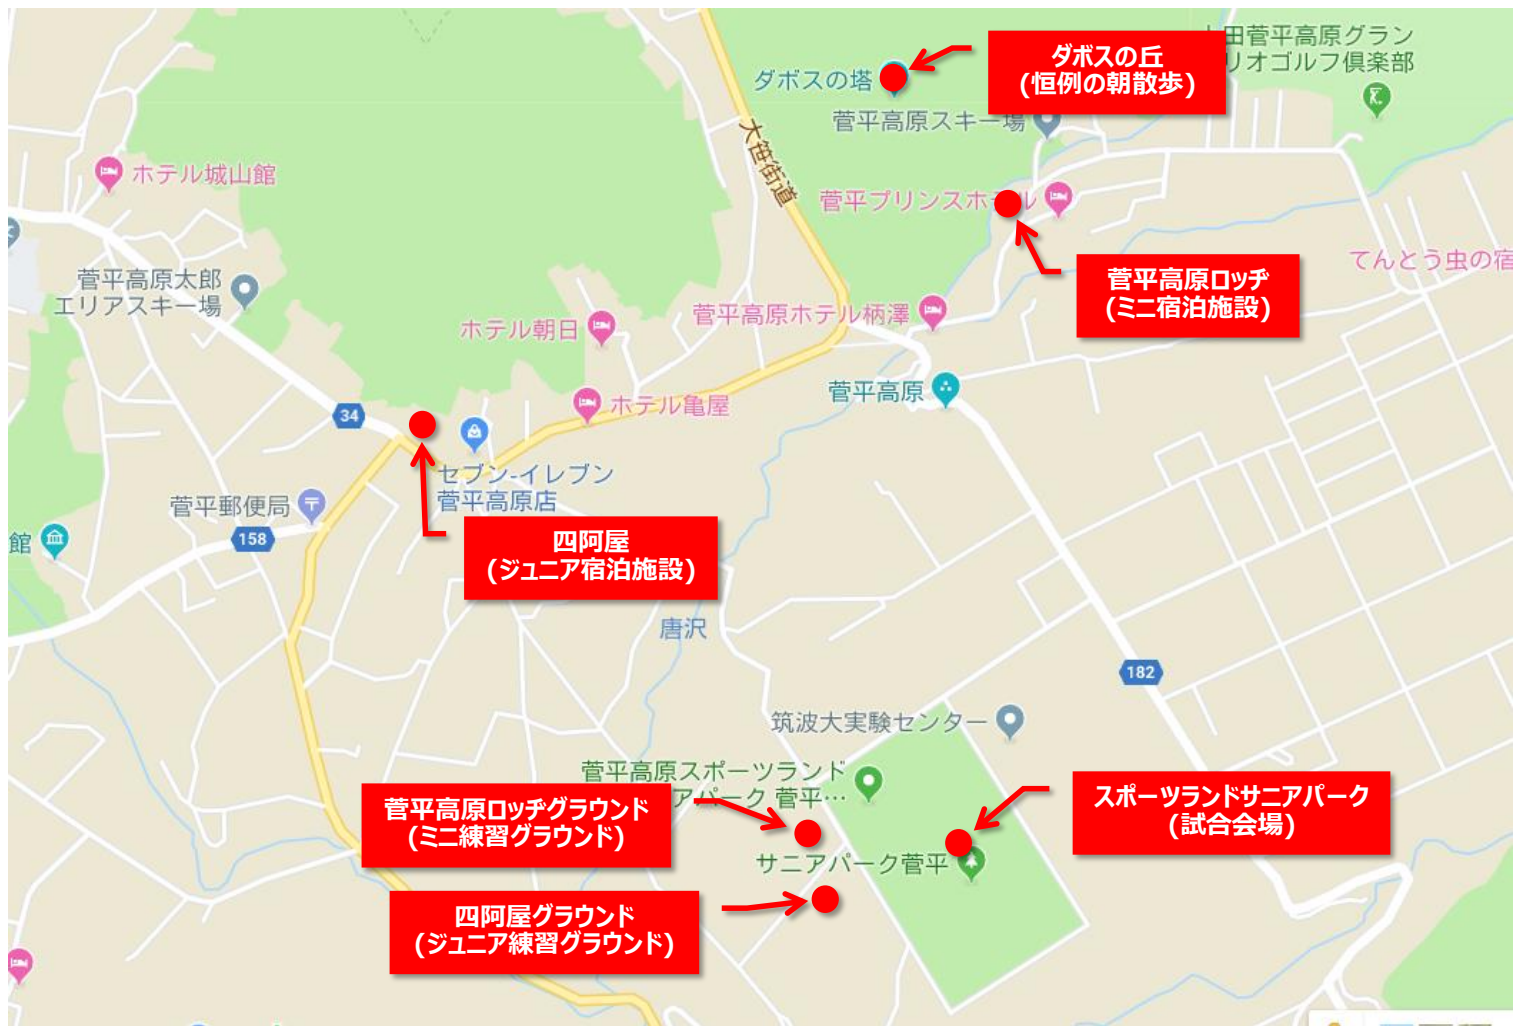 ダボスの丘
(恒例の朝散歩)
田菅平高原グラン
リオゴルフ倶楽部
ダボスの塔
菅平高原スキー場
大笹街道
ホテル城山館
菅平プリンスホテル
てんとう虫の宿
菅平高原ロッヂ
(ミニ宿泊施設)
菅平高原太郎
エリアスキー場
菅平高原ホテル柄澤
ホテル朝日
菅平高原
ホテル亀屋
34
セブン-イレブン
菅平高原店
菅平郵便局
158
館
四阿屋
(ジュニア宿泊施設)
唐沢
182
筑波大実験センター
菅平高原スポーツランド
アパーク 菅平…
菅平高原ロッヂグラウンド
(ミニ練習グラウンド)
スポーツランドサニアパーク
(試合会場)
サニアパーク菅平
四阿屋グラウンド
(ジュニア練習グラウンド)